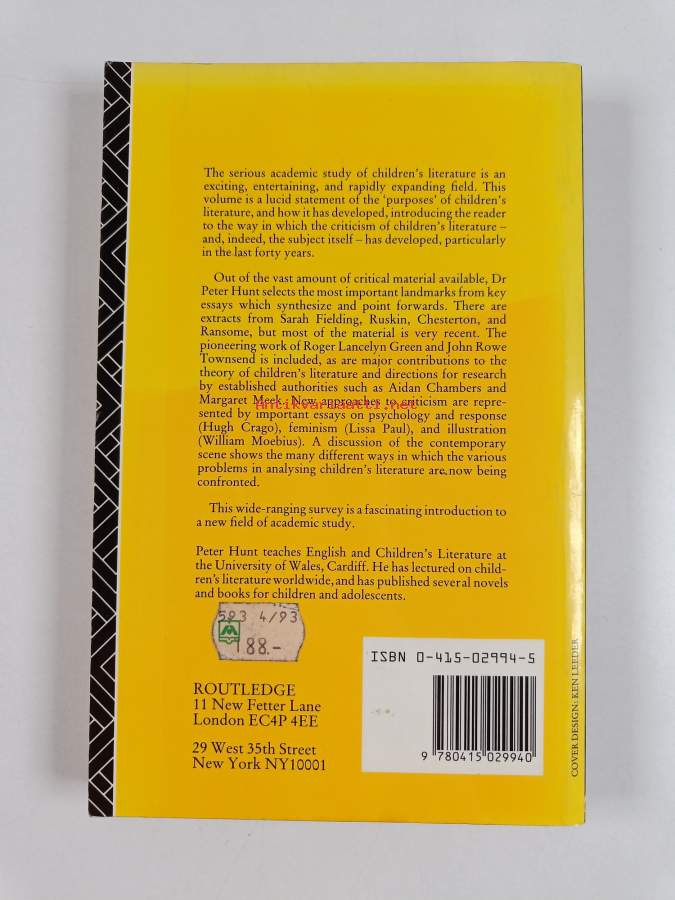 The serious academic study of children's literature is an
exciting, entertaining, and rapidly expanding field. This
volume is a lucid statement of the 'purposes' of children's
literature, and how it has developed, introducing the reader
to the way in which the criticism of children's literature –
and, indeed, the subject itself – has developed, particularly
in the last forty years.
Out of the vast amount of critical material available, Dr
Peter Hunt selects the most important landmarks from key
essays which synthesize and point forwards. There are
extracts from Sarah Fielding, Ruskin, Chesterton, and
Ransome, but most of the material is very recent. The
pioneering work of Roger Lancelyn Green and John Rowe
Townsend is included, as are major contributions to the
theory of children's literature and directions for research
by established authorities such as Aidan Chambers and
Margaret Meek. New approaches to criticism are repre-
Antikvariaatti.net
sented by important essays on psychology and response
(Hugh Crago), feminism (Lissa Paul), and illustration
(William Moebius). A discussion of the contemporary
scene shows the many different ways in which the various
problems in analysing children's literature are now being
confronted.
This wide-ranging survey is a fascinating introduction to
a new field of academic study.
Peter Hunt teaches English and Children's Literature at
the University of Wales, Cardiff. He has lectured on child-
ren's literature worldwide, and has published several novels
and books for children and adolescents.
593 4/93
188.-
ISBN 0-415-02994-5
ROUTLEDGE
11 New Fetter Lane
London EC4P 4EE
29 West 35th Street
New York NY10001
9 780415 029940
COVER DESIGN: KEN LEEDER